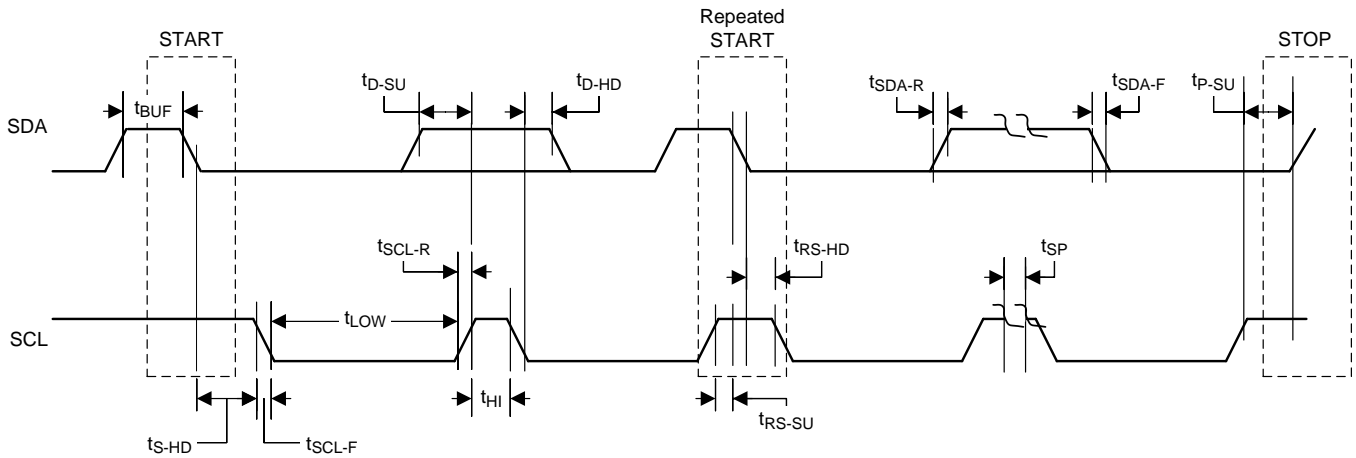 Repeated
START
START
STOP
tD-SU
tD-HD
tSDA-R
tSDA-F
tP-SU
tBUF
SDA
tSCL-R
tRS-HD
tSP
tLOW
SCL
tHI
tRS-SU
tS-HD
tSCL-F